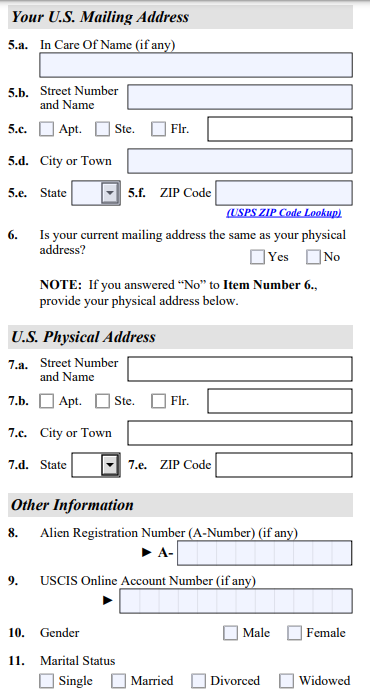 Your U.S. Mailing Address
5.a. In Care Of Name (if any)
5.b. Street Number
and Name
5.c. Apt. Ste. Flr.
5.d. City or Town
5.e. State 5.f. ZIP Code
(USPS ZIP Code Lookup)
6. Is your current mailing address the same as your physical
address?
Yes No
NOTE: If you answered “No” to Item Number 6.,
provide your physical address below.
U.S. Physical Address
7.a. Street Number
and Name
7.b. Apt. Ste. Flr.
7.c. City or Town
7.d. State 7.e. ZIP Code
Other Information
8. Alien Registration Number (A-Number) (if any)
► A-
9. USCIS Online Account Number (if any)
►
10. Gender Male Female
11. Marital Status
Single Married Divorced Widowed